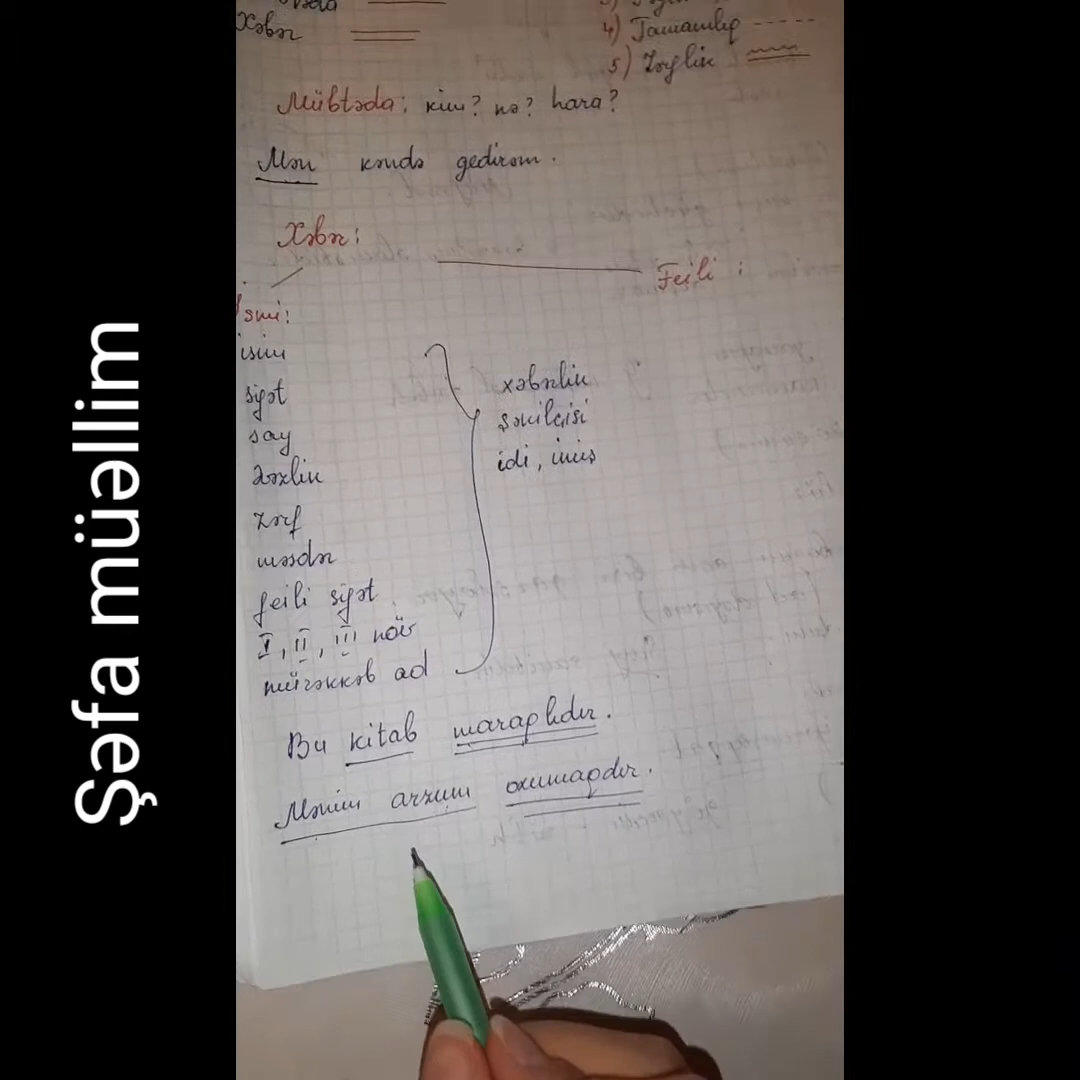 Xəbər
4) Tamamlıq
5) Zərflik
Mübtəda: kim? nə? hara?
Mən kəndə gedirəm.
Xəbər:
Feili:
İsmi:
isim
sifət
say
əvəzlik
zərf
məsdər
feili sifət
I, II, III növ
mürəkkəb ad
xəbərlik
şəkilçisi
idi, imiş
Bu kitab maraqlıdır.
Mənim arzum oxumaqdır.
Şəfa müəllim